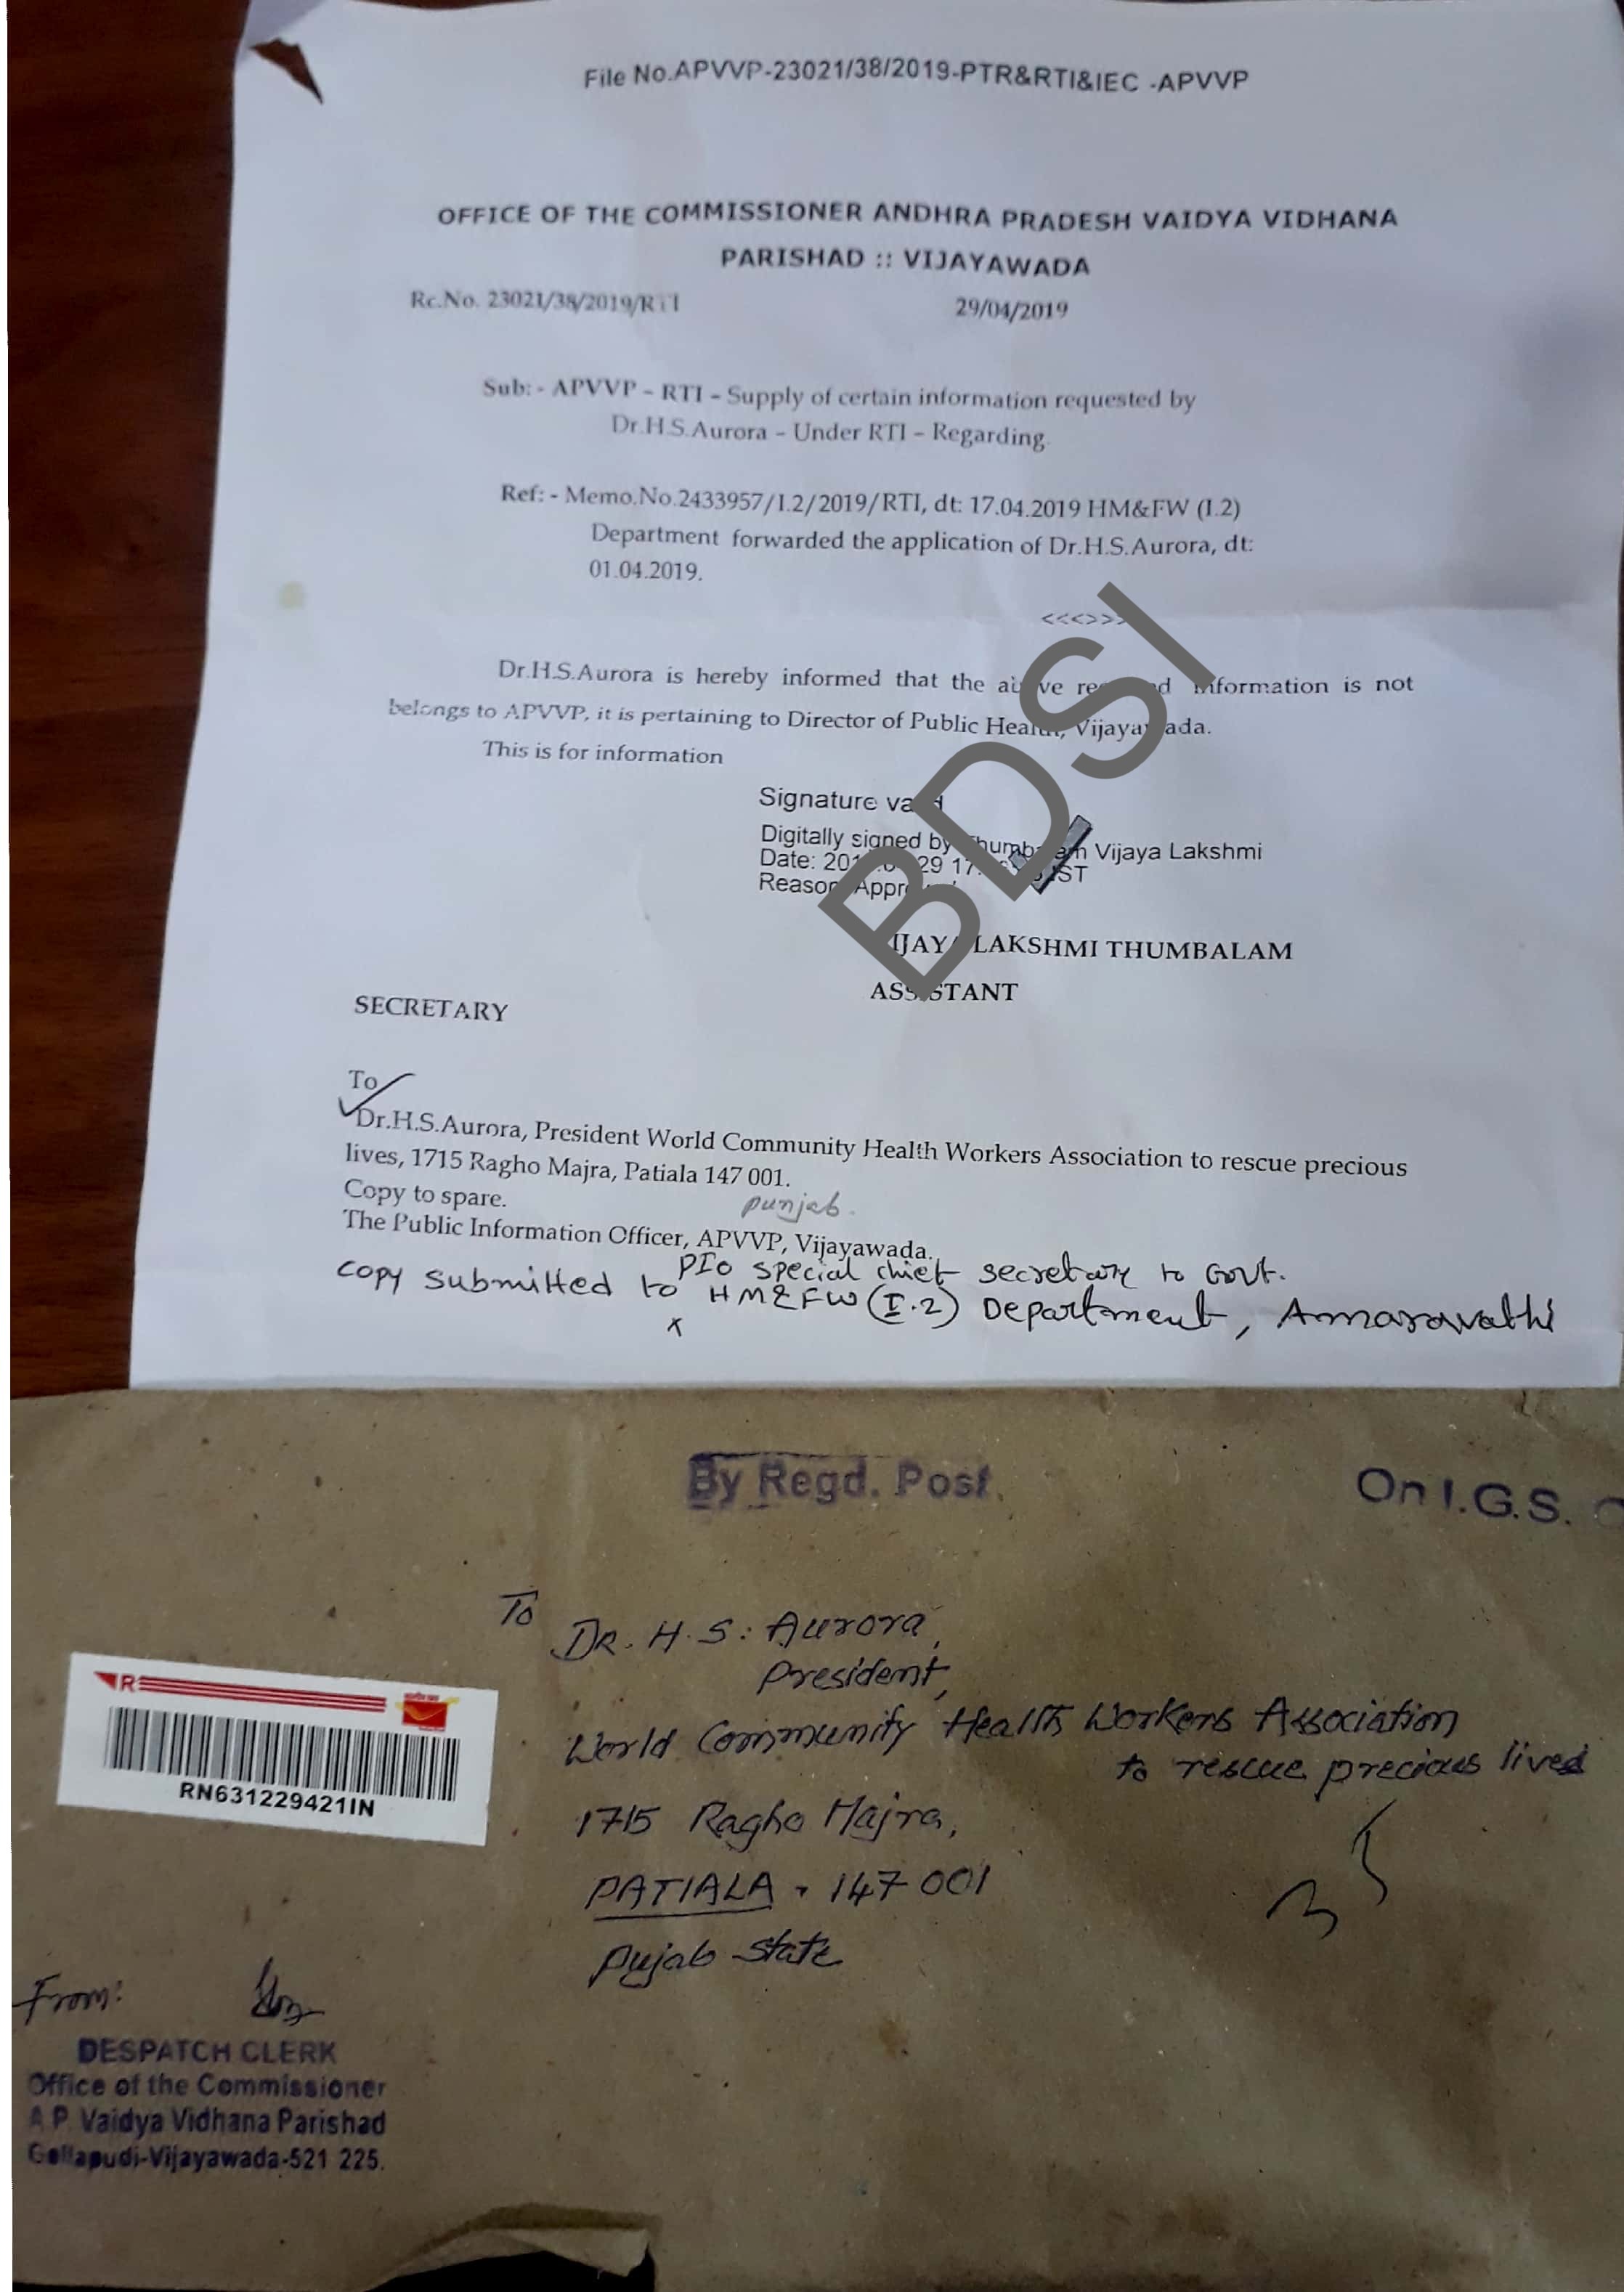 File No.APVVP-23021/38/2019-PTR&RTI&IEC -APVVP
OFFICE OF THE COMMISSIONER ANDHRA PRADESH VAIDYA VIDHANA
PARISHAD :: VIJAYAWADA
Rc.No. 23021/38/2019/RTI 29/04/2019
Sub: - APVVP – RTI – Supply of certain information requested by
Dr.H.S.Aurora – Under RTI – Regarding.
Ref: - Memo.No.2433957/I.2/2019/RTI, dt: 17.04.2019 HM&FW (I.2)
Department forwarded the application of Dr.H.S.Aurora, dt:
01.04.2019.
<<<>>>
Dr.H.S.Aurora is hereby informed that the above information is not
belongs to APVVP, it is pertaining to Director of Public Health, Vijayawada.
This is for information
Signature valid
Digitally signed by Thumbalam Vijaya Lakshmi
Date: 29 IST
Reason
VIJAYA LAKSHMI THUMBALAM
ASSISTANT
SECRETARY
BDSI
To
Dr.H.S.Aurora, President World Community Health Workers Association to rescue precious
lives, 1715 Ragho Majra, Patiala 147 001.
punjab.
Copy to spare.
The Public Information Officer, APVVP, Vijayawada.
copy submitted to PIO special chief secretary to Govt.
HM&FW (I.2) Department, Amaravathi
x
By Regd. Post.
On I.G.S.
To
DR. H.S. Aurora,
President,
World Community Health Workers Association
to rescue precious lived
1715 Ragho Majra,
PATIALA - 147 001
Pujab State
R
RN631229421IN
From:
DESPATCH CLERK
Office of the Commissioner
A.P. Vaidya Vidhana Parishad
Gollapudi-Vijayawada-521 225.